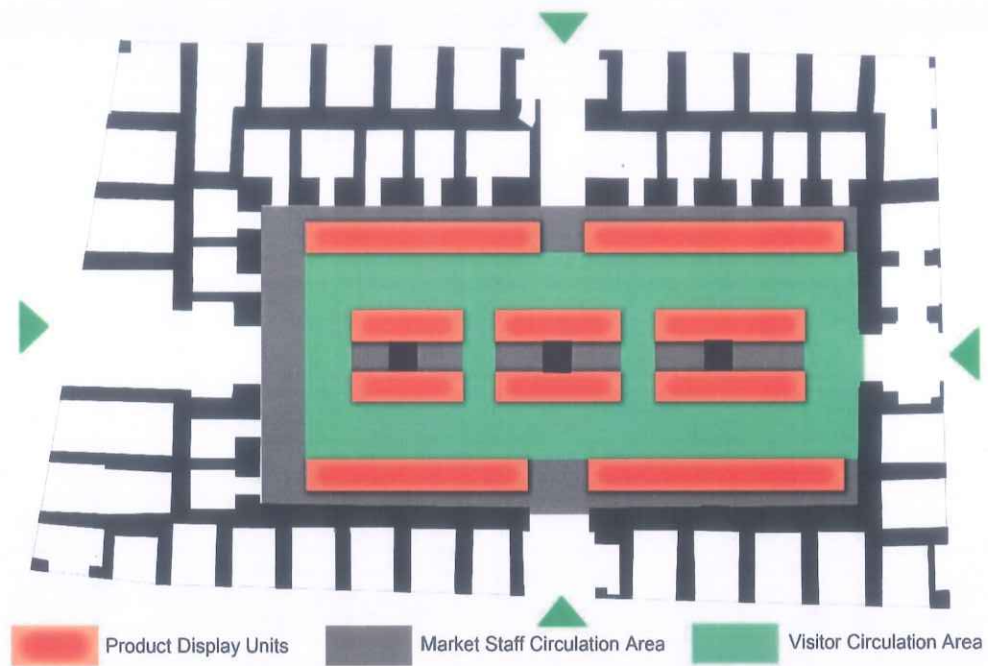 Product Display Units
Market Staff Circulation Area
Visitor Circulation Area